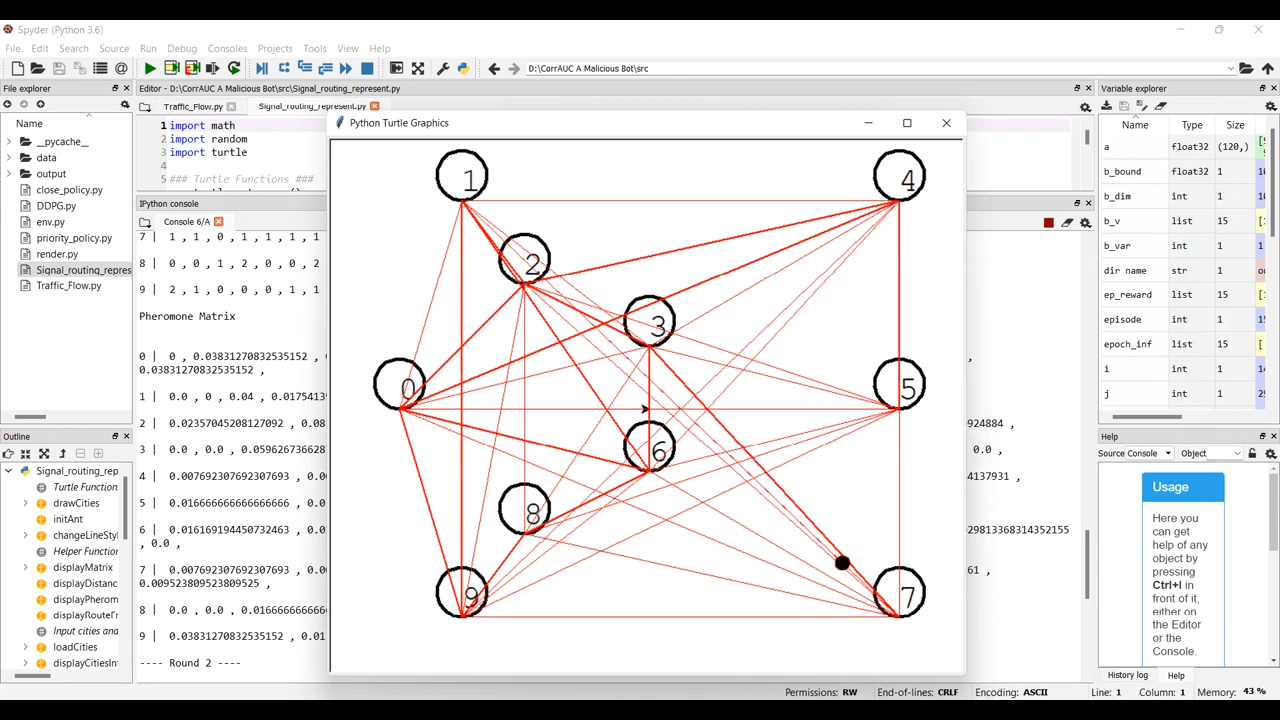 Spyder (Python 3.6)
File Edit Search Source Run Debug Consoles Projects Tools View Help
D:\CorrAUC A Malicious Bot\src
File explorer
Name
__pycache__
data
output
close_policy.py
DDPG.py
env.py
priority_policy.py
render.py
Signal_routing_repres
Traffic_Flow.py
Outline
Signal_routing_rep
Turtle Function
drawCities
initAnt
changeLineSty
Helper Functio
displayMatrix
displayDistanc
displayPherom
displayRouteFr
Input cities and
loadCities
displayCitiesInf
Editor - D:\CorrAUC A Malicious Bot\src\Signal_routing_represent.py
Traffic_Flow.py Signal_routing_represent.py
1 import math
2 import random
3 import turtle
4
5 ### Turtle Functions ###
IPython console
Console 6/A
7 | 1 , 1 , 0 , 1 , 1 , 1 , 1
8 | 0 , 0 , 1 , 2 , 0 , 0 , 2
9 | 2 , 1 , 0 , 0 , 0 , 1 , 1
Pheromone Matrix
0 | 0 , 0.03831270832535152 , 0
0.03831270832535152 ,
1 | 0.0 , 0 , 0.04 , 0.0175413
2 | 0.02357045208127092 , 0.08
924884 ,
3 | 0.0 , 0.0 , 0.059626736628
0.0 ,
4 | 0.007692307692307693 , 0.0
4137931 ,
5 | 0.016666666666666666 , 0.0
6 | 0.016169194450732463 , 0.0
29813368314352155
, 0.0 ,
7 | 0.007692307692307693 , 0.0
61 ,
0.009523809523809525 ,
8 | 0.0 , 0.0 , 0.0166666666666
9 | 0.03831270832535152 , 0.01
---- Round 2 ----
Python Turtle Graphics
1
4
2
3
0
5
6
8
9
7
Variable explorer
Name Type Size
a float32 (120,)
b_bound float32 1
b_dim int 1
b_v list 15
b_var int 1
dir name str 1
ep_reward list 15
episode int 1
epoch_inf list 15
i int 1
j int 1
Help
Source Console Object
Usage
Here you
can get
help of any
object by
pressing
Ctrl+I in
front of it,
either on
the Editor
or the
Console.
History log Help
Permissions: RW End-of-lines: CRLF Encoding: ASCII Line: 1 Column: 1 Memory: 43 %